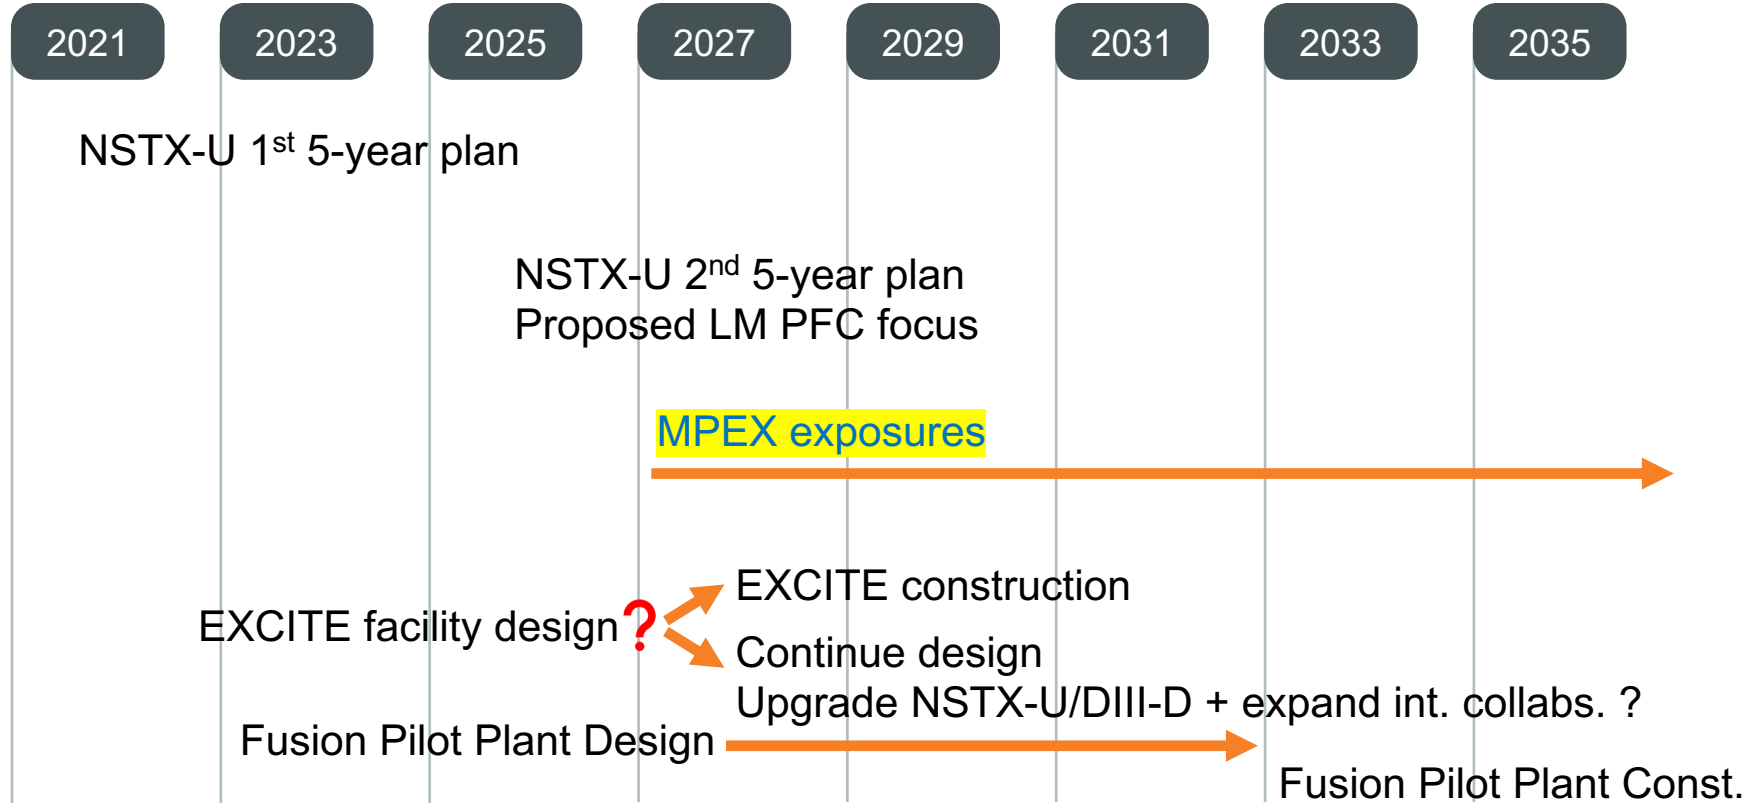 2021 2023 2025 2027 2029 2031 2033 2035
NSTX-U 1st 5-year plan
NSTX-U 2nd 5-year plan
Proposed LM PFC focus
MPEX exposures
EXCITE construction
EXCITE facility design ?
Continue design
Upgrade NSTX-U/DIII-D + expand int. collabs. ?
Fusion Pilot Plant Design
Fusion Pilot Plant Const.